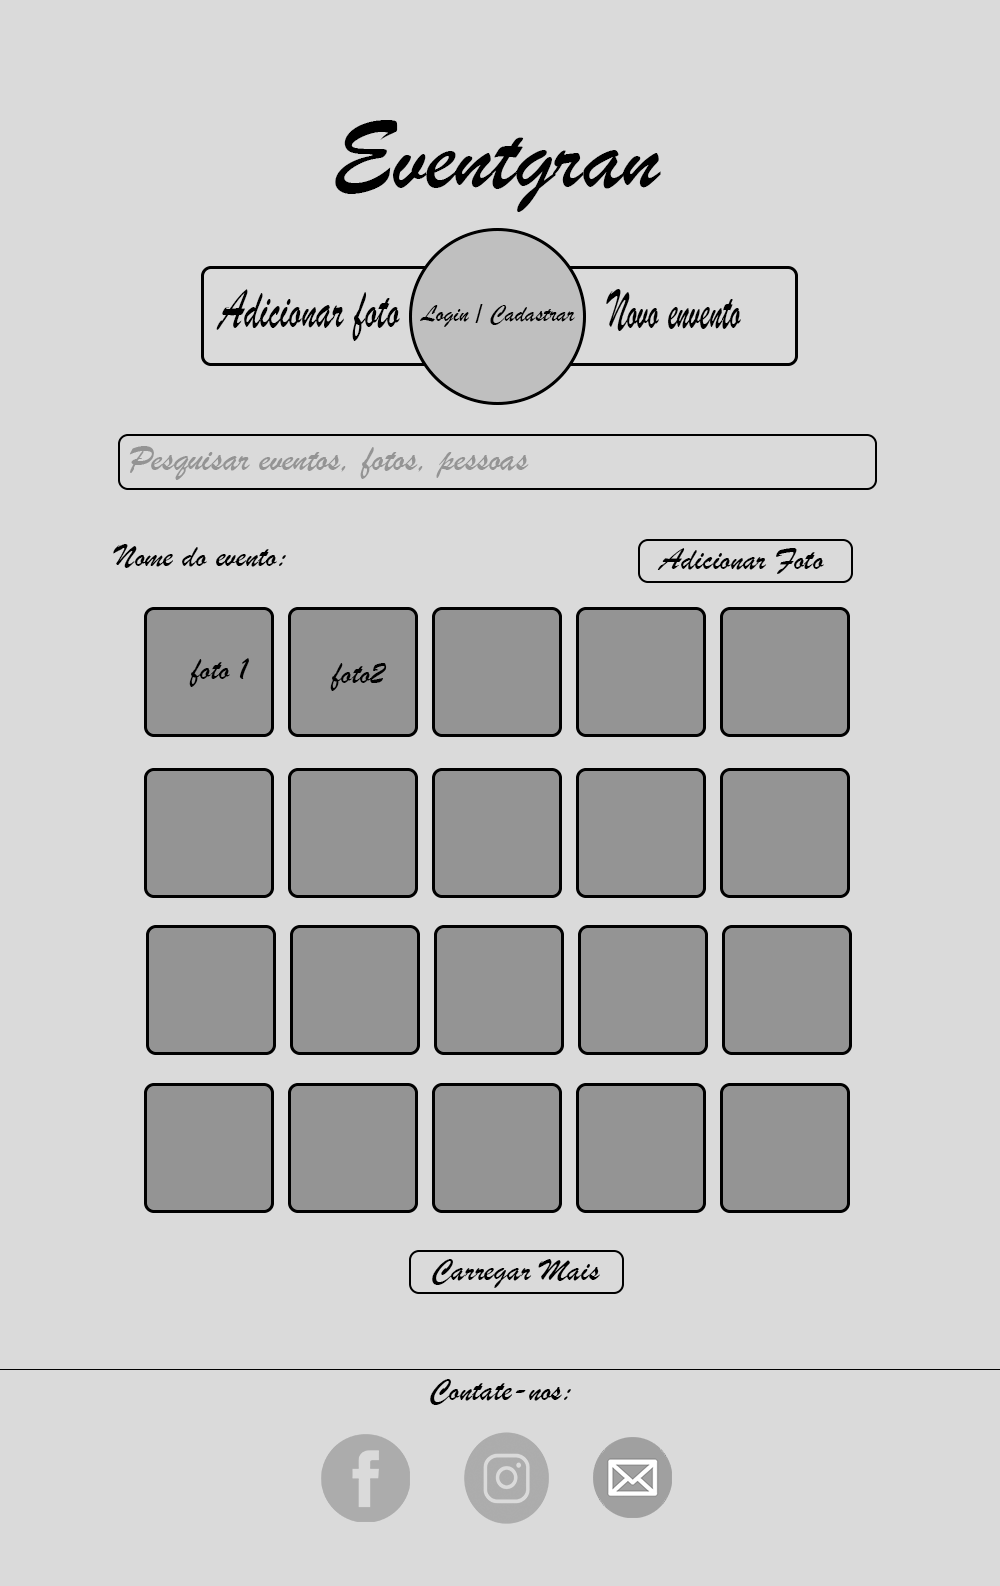 Eventgran
Adicionar foto
Login | Cadastrar
Novo envento
Pesquisar eventos, fotos, pessoas
Nome do evento:
Adicionar Foto
foto 1
foto2
Carregar Mais
Contate-nos: